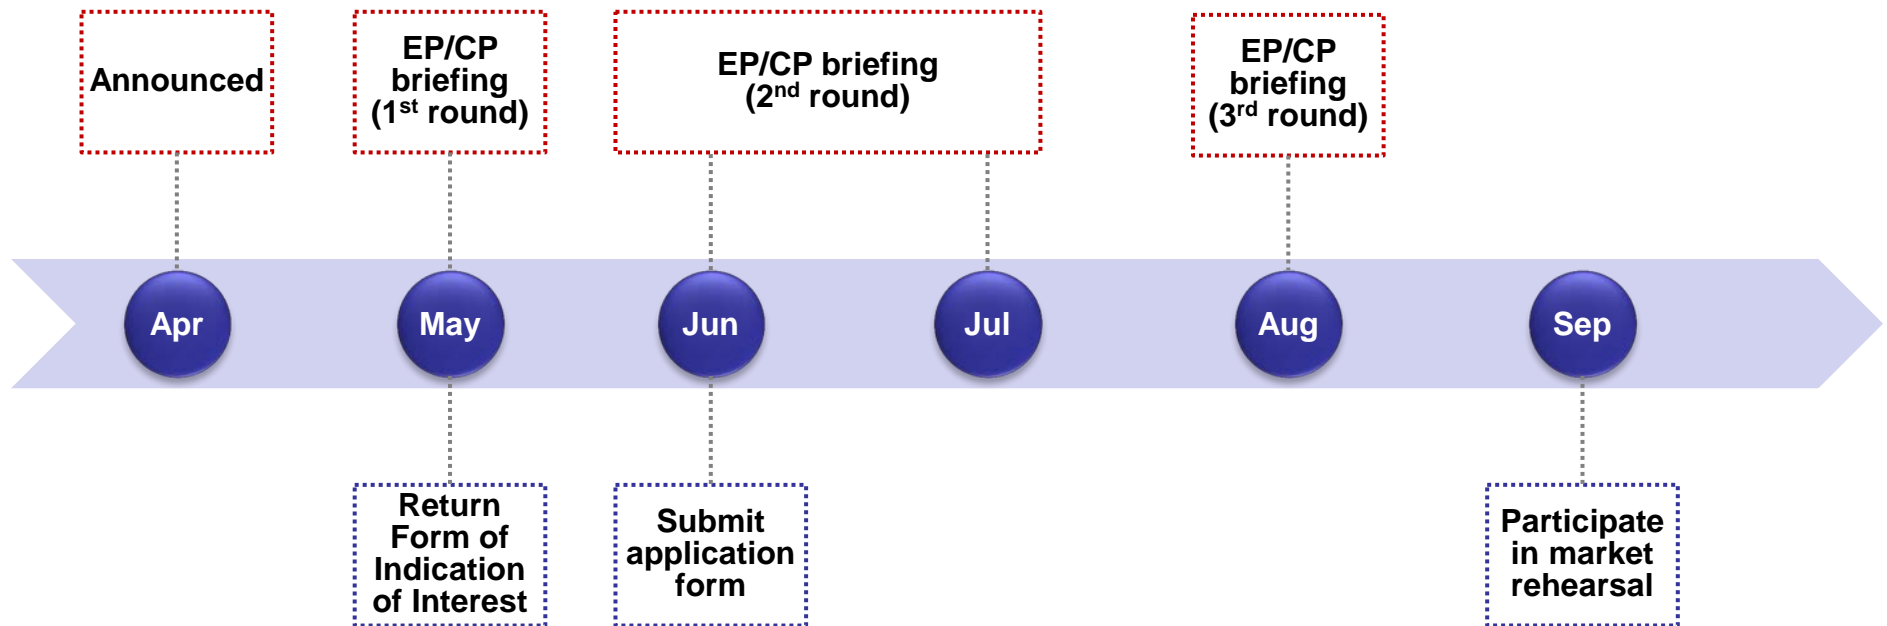 Announced
EP/CP
briefing
(1st round)
EP/CP briefing
(2nd round)
EP/CP
briefing
(3rd round)
Apr
May
Jun
Jul
Aug
Sep
Return
Form of
Indication
of Interest
Submit
application
form
Participate
in market
rehearsal